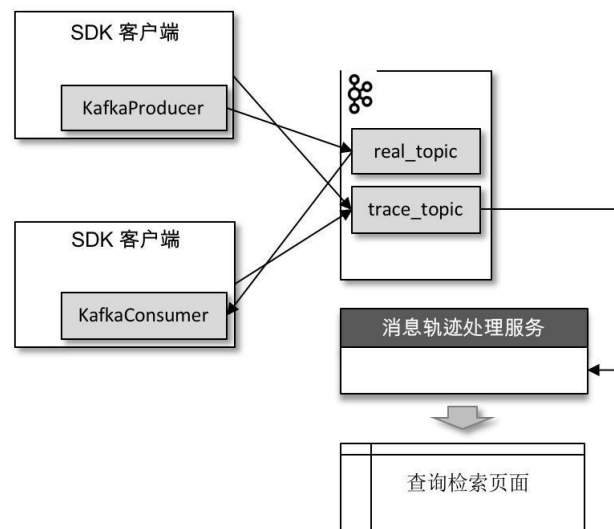 SDK 客户端
KafkaProducer
real_topic
trace_topic
SDK 客户端
KafkaConsumer
消息轨迹处理服务
查询检索页面